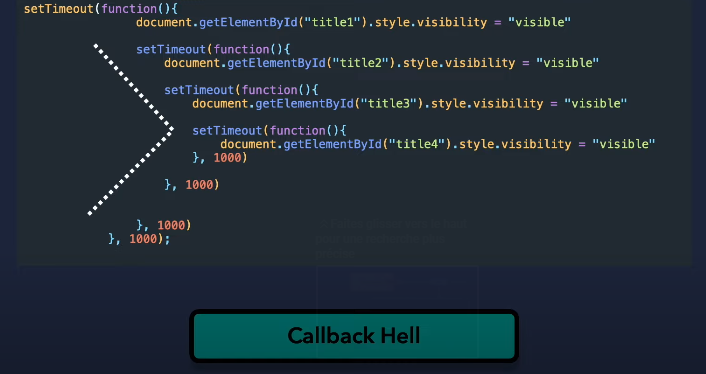 setTimeout(function(){
document.getElementById("title1").style.visibility = "visible"
setTimeout(function(){
document.getElementById("title2").style.visibility = "visible"
setTimeout(function(){
document.getElementById("title3").style.visibility = "visible"
setTimeout(function(){
document.getElementById("title4").style.visibility = "visible"
}, 1000)
}, 1000)
}, 1000)
}, 1000);
Callback Hell